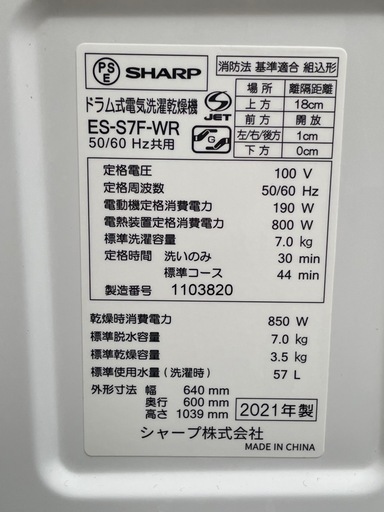 PSE SHARP
ドラム式電気洗濯乾燥機
ES-S7F-WR
50/60 Hz共用
JET
G
消防法 基準適合 組込形
場所 離隔距離
上方 18cm
前方 開放
左/右/後方 1cm
下方 0cm
定格電圧 100 V
定格周波数 50/60 Hz
電動機定格消費電力 190 W
電熱装置定格消費電力 800 W
標準洗濯容量 7.0 kg
定格時間 洗いのみ 30 min
標準コース 44 min
製造番号 1103820
乾燥時消費電力 850 W
標準脱水容量 7.0 kg
標準乾燥容量 3.5 kg
標準使用水量(洗濯時) 57 L
外形寸法 幅 640 mm
奥行 600 mm
高さ 1039 mm
2021年製
シャープ株式会社
MADE IN CHINA